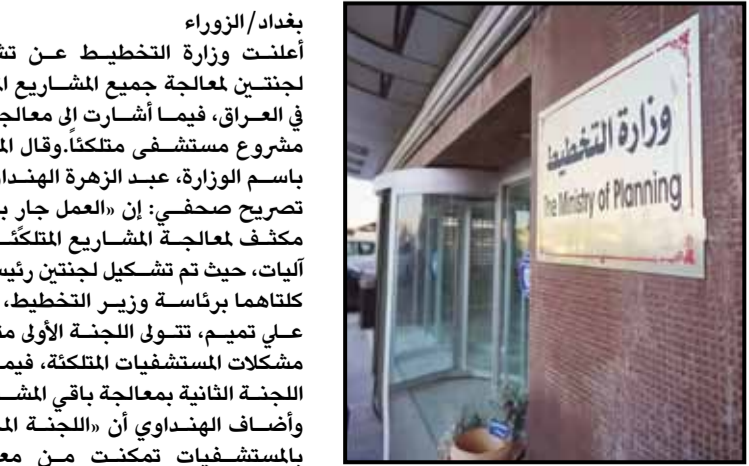 بغداد/الزوراء
أعلنت وزارة التخطيط عن
لجنتين لمعالجة جميع المشاريع
في العراق، فيما أشارت الى
مشروع مستشفى متلكئاً.وقال
باسم الوزارة، عبد الزهرة
تصريح صحفي: إن «العمل جار
مكثف لمعالجة المشاريع
آليات، حيث تم تشكيل لجنتين
كلتاهما برئاسة وزير التخطيط،
علي تميم، تتولى اللجنة الأولى
مشكلات المستشفيات المتلكئة،
اللجنة الثانية بمعالجة باقي
وأضاف الهنداوي أن «اللجنة
بالمستشفيات تمكنت من
وزارة التخطيط
The Ministry of Planning